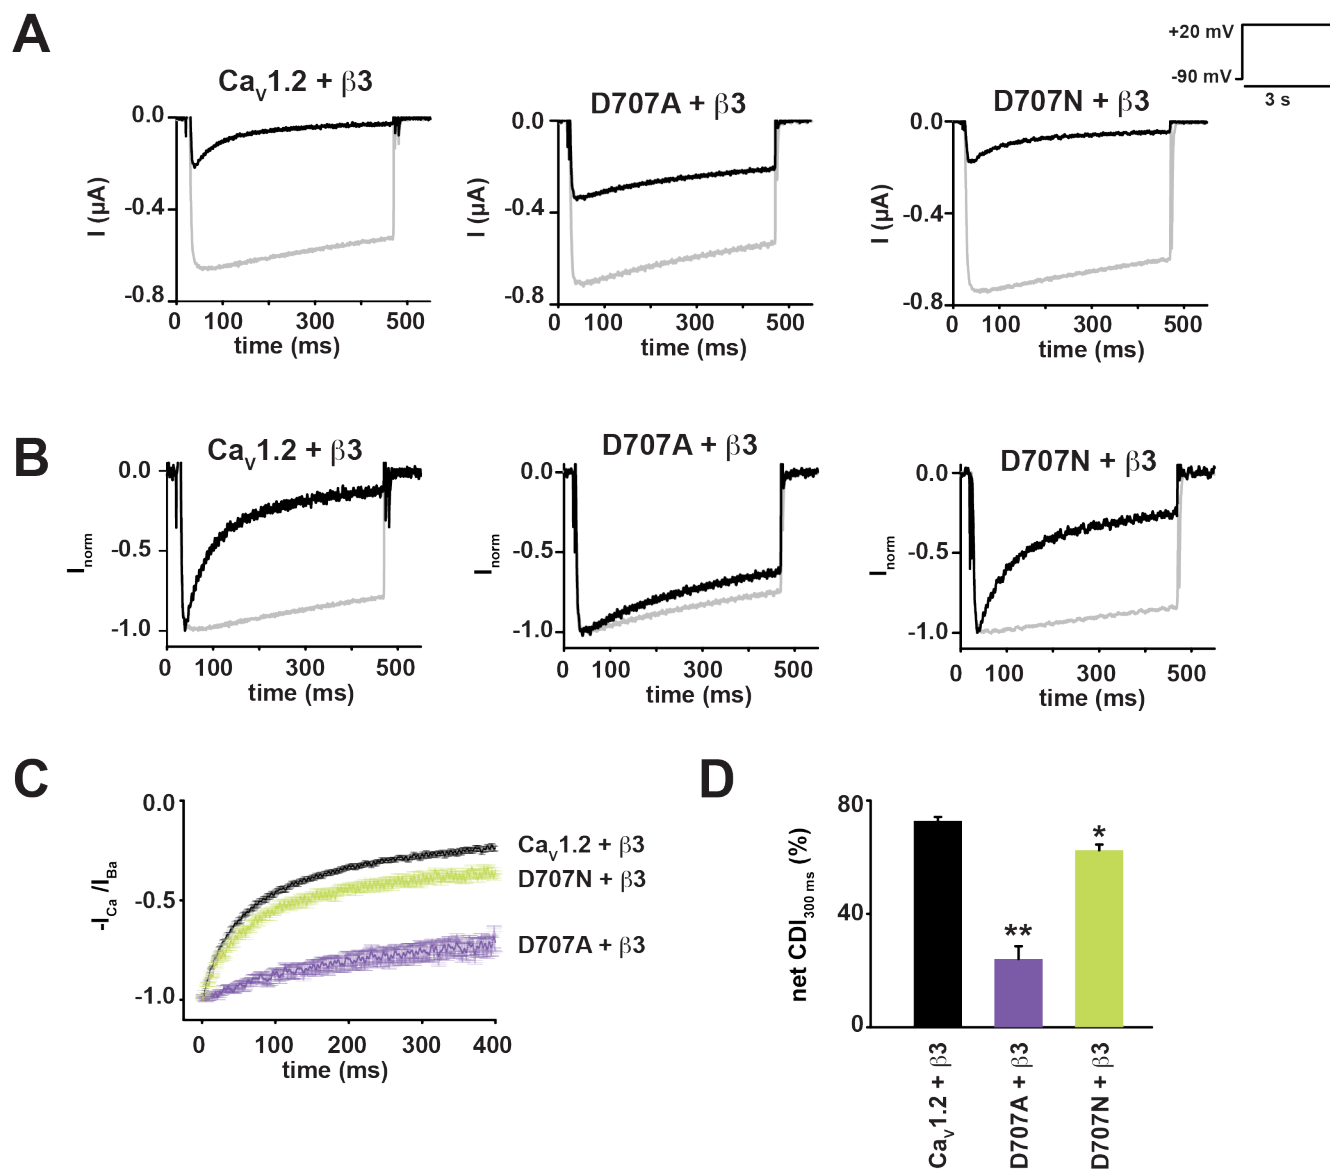 A
+20 mV
-90 mV
3 s
CaV1.2 + β3
D707A + β3
D707N + β3
0.0
-0.4
-0.8
I (µA)
0 100 300 500
time (ms)
0.0
-0.4
-0.8
I (µA)
0 100 300 500
time (ms)
0.0
-0.4
-0.8
I (µA)
0 100 300 500
time (ms)
B
CaV1.2 + β3
D707A + β3
D707N + β3
0.0
-0.5
-1.0
Inorm
0 100 300 500
time (ms)
0.0
-0.5
-1.0
Inorm
0 100 300 500
time (ms)
0.0
-0.5
-1.0
Inorm
0 100 300 500
time (ms)
C
0.0
-0.5
-1.0
-ICa/IBa
0 100 200 300 400
time (ms)
CaV1.2 + β3
D707N + β3
D707A + β3
D
80
40
0
net CDI300 ms (%)
**
*
CaV1.2 + β3
D707A + β3
D707N + β3